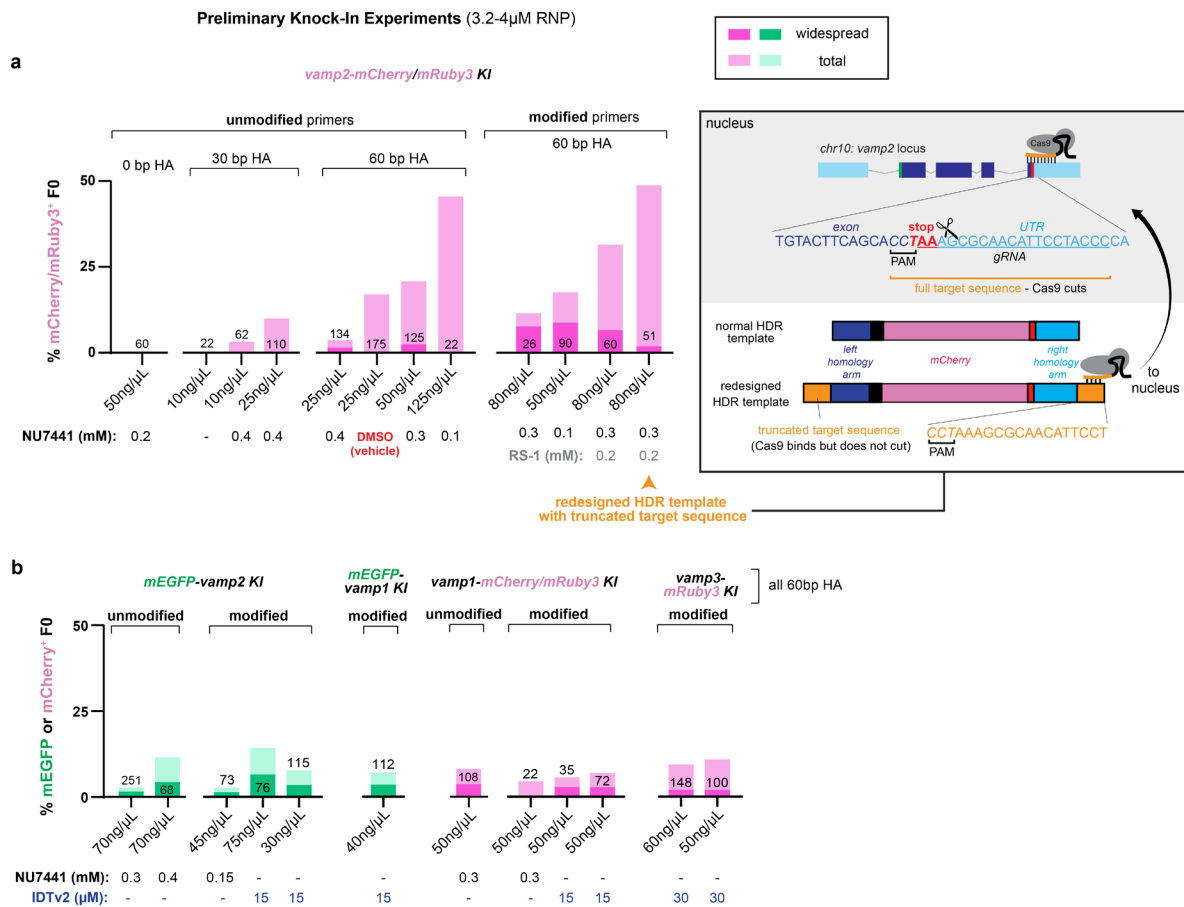 Preliminary Knock-In Experiments (3.2-4µM RNP)
widespread
total
a
vamp2-mCherry/mRuby3 KI
unmodified primers
modified primers
0 bp HA
30 bp HA
60 bp HA
60 bp HA
% mCherry/mRuby3+ F0
50
25
0
60
22
62
110
134
175
125
22
26
90
60
51
50ng/µL
10ng/µL
10ng/µL
25ng/µL
25ng/µL
25ng/µL
50ng/µL
125ng/µL
80ng/µL
50ng/µL
80ng/µL
80ng/µL
NU7441 (mM): 0.2 - 0.4 0.4 0.4 DMSO (vehicle) 0.3 0.1 0.3 0.1 0.3 0.3
RS-1 (mM): 0.2 0.2
redesigned HDR template
with truncated target sequence
nucleus
Cas9
chr10: vamp2 locus
exon
stop
UTR
TGTACTTCAGCACCTAAAGCGCAACATTCCTACCCCA
PAM
gRNA
full target sequence - Cas9 cuts
normal HDR
template
left
homology
arm
mCherry
right
homology
arm
to
nucleus
redesigned
HDR template
truncated target sequence
(Cas9 binds but does not cut)
CCTAAAGCGCAACATTCCT
PAM
b
mEGFP-vamp2 KI
mEGFP-
vamp1 KI
vamp1-mCherry/mRuby3 KI
vamp3-
mRuby3 KI
all 60bp HA
unmodified
modified
modified
unmodified
modified
modified
% mEGFP or mCherry+ F0
50
25
0
251
68
73
76
115
112
108
22
35
72
148
100
70ng/µL
70ng/µL
45ng/µL
75ng/µL
30ng/µL
40ng/µL
50ng/µL
50ng/µL
50ng/µL
50ng/µL
60ng/µL
50ng/µL
NU7441 (mM): 0.3 0.4 0.15 - - - 0.3 0.3 - - - -
IDTv2 (µM): - - - 15 15 15 - - 15 15 30 30